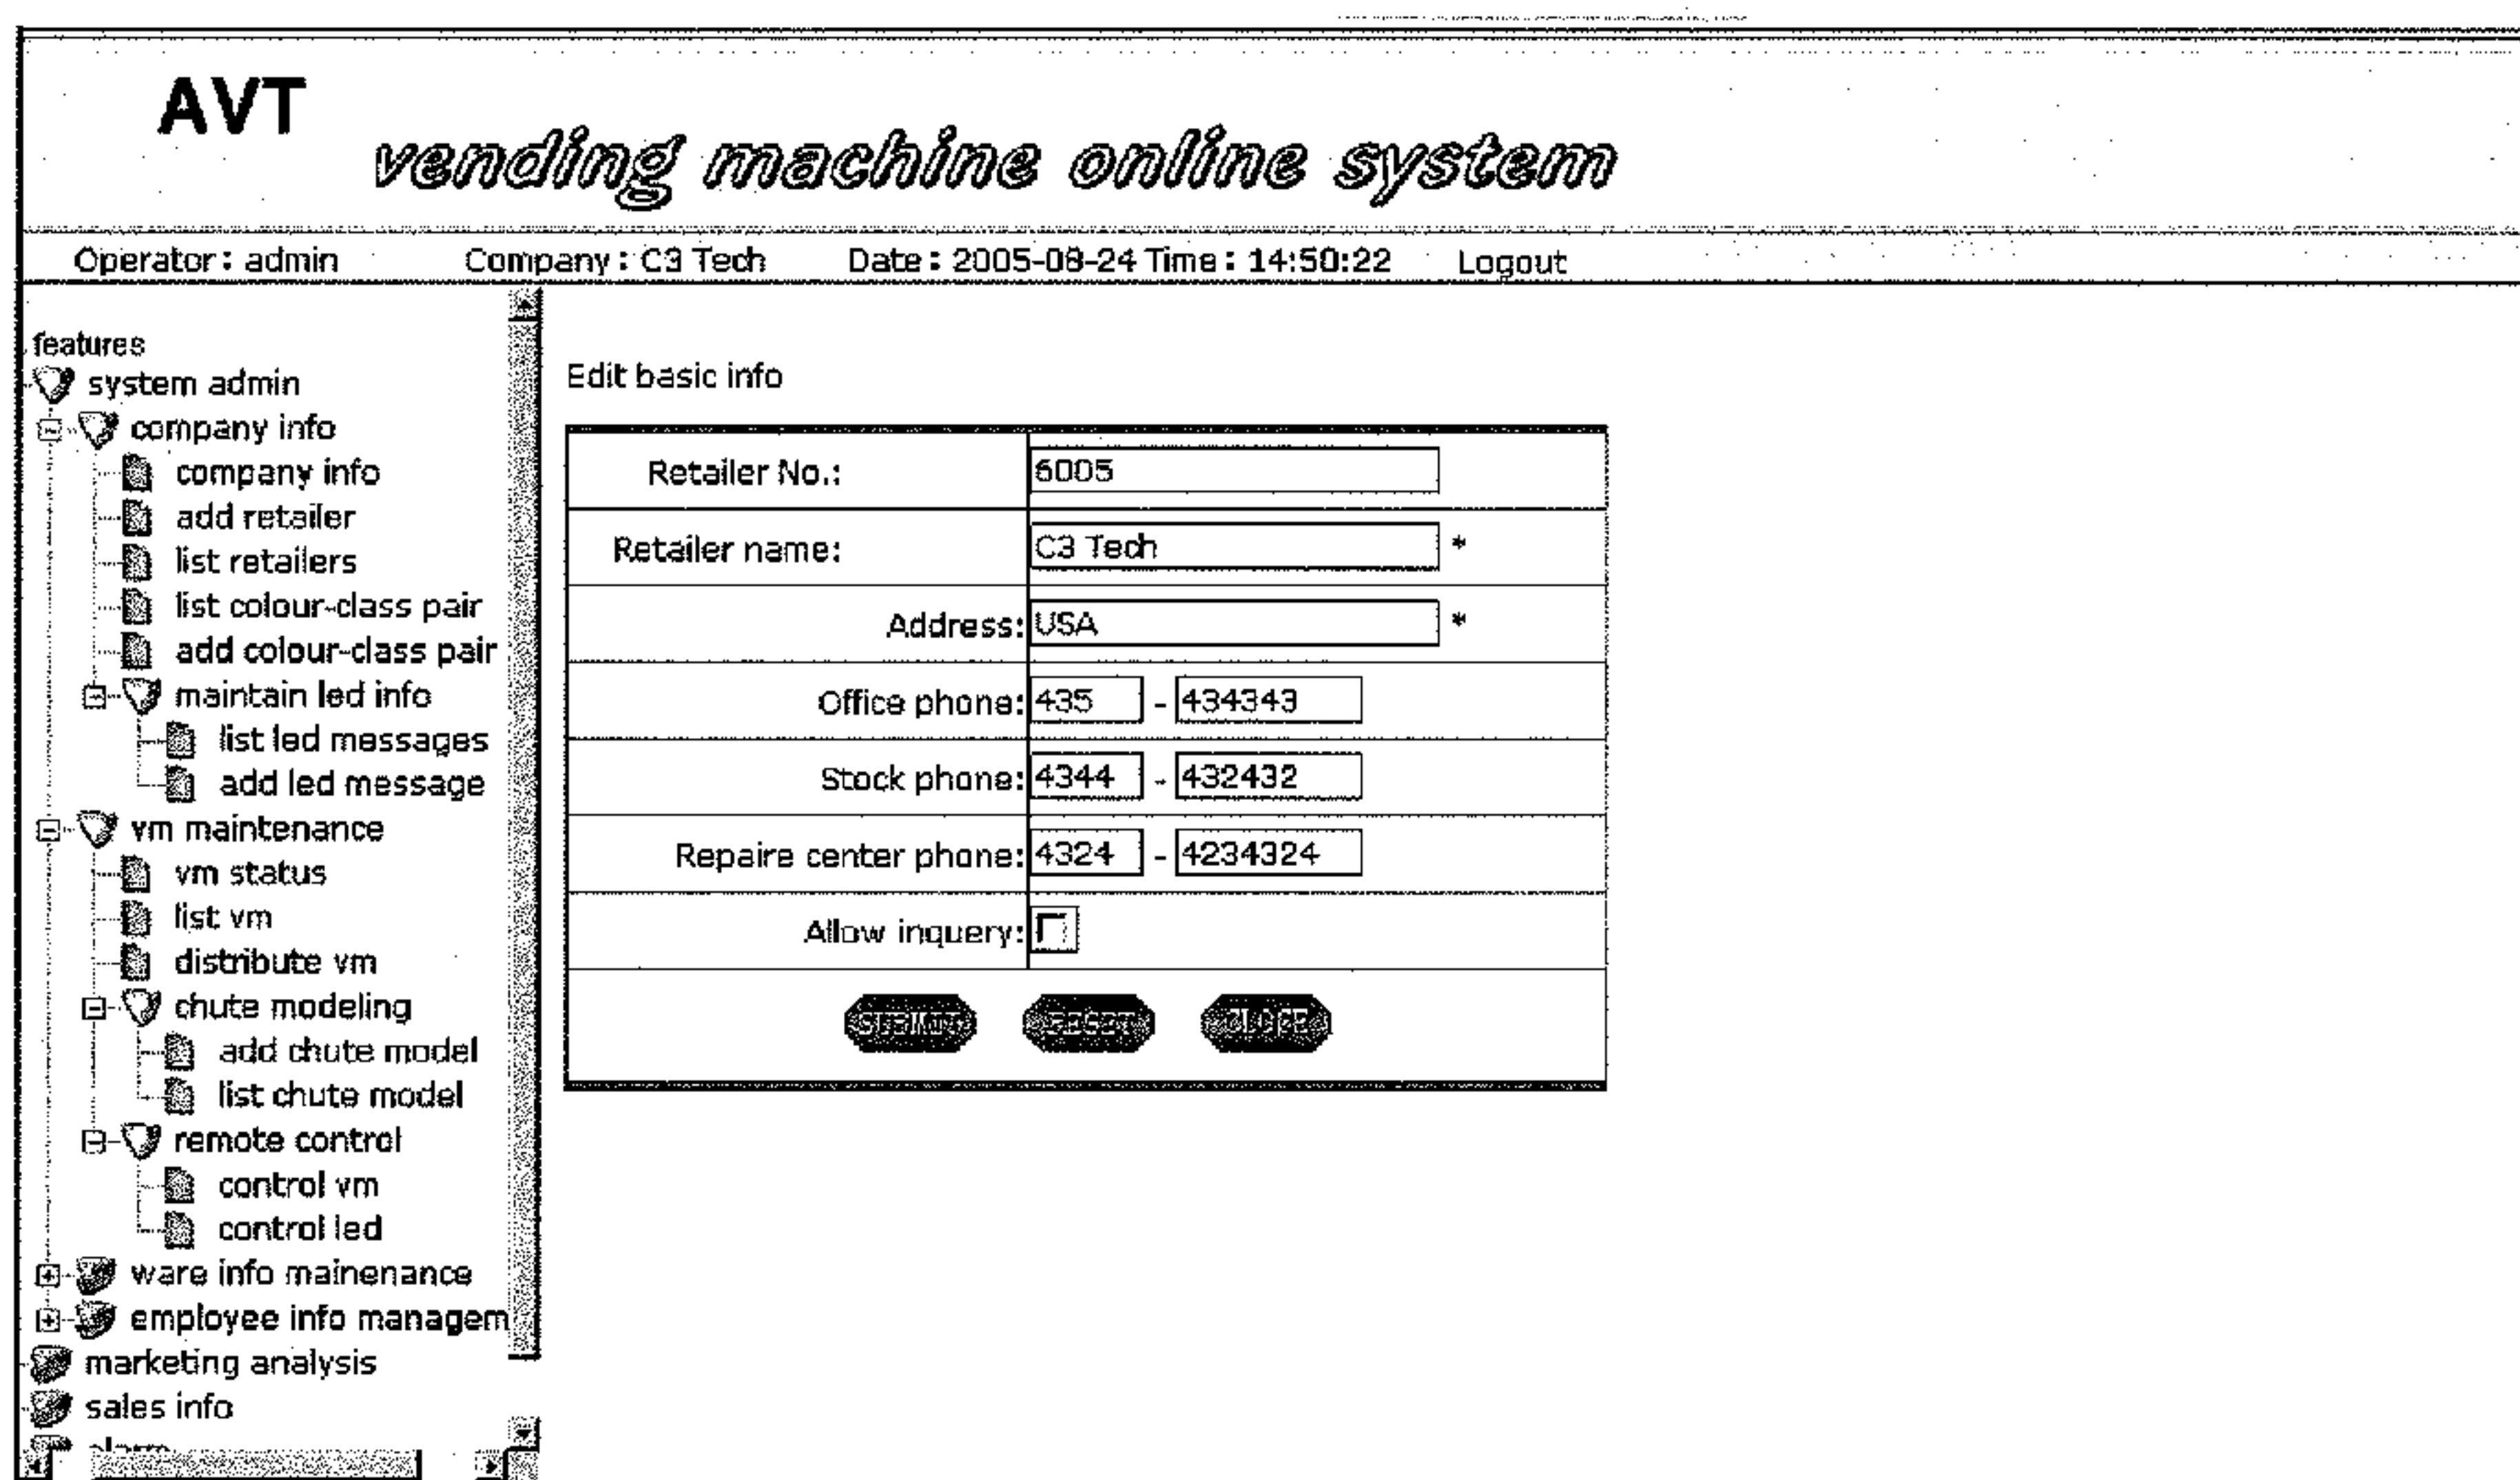 AVT
vending machine online system
Operator: admin Company: C3 Tech Date: 2005-08-24 Time: 14:50:22 Logout
features
system admin
company info
company info
add retailer
list retailers
list colour-class pair
add colour-class pair
maintain led info
list led messages
add led message
vm maintenance
vm status
list vm
distribute vm
chute modeling
add chute model
list chute model
remote control
control vm
control led
ware info mainenance
employee info managem
marketing analysis
sales info
Edit basic info
Retailer No.: 6005
Retailer name: C3 Tech *
Address: USA *
Office phone: 435 - 434343
Stock phone: 4344 - 432432
Repaire center phone: 4324 - 4234324
Allow inquery:
SUBMIT RESET CLOSE